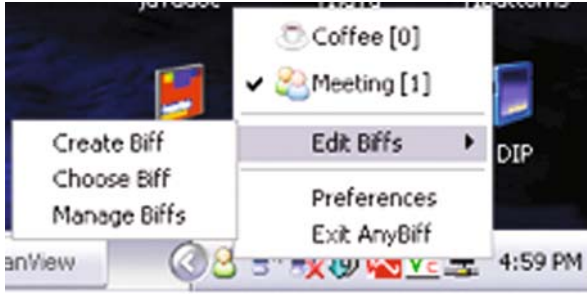 Coffee [0]
Meeting [1]
Edit Biffs
Create Biff
Choose Biff
Manage Biffs
DIP
Preferences
Exit AnyBiff
anView
Vc
4:59 PM